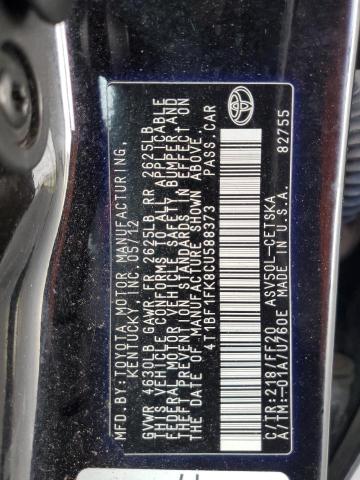 MFD. BY: TOYOTA MOTOR MANUFACTURING,
KENTUCKY, INC. 05/12
GVWR 4630LB GAWR FR 2625LB RR 2625LB
THIS VEHICLE CONFORMS TO ALL APPLICABLE
FEDERAL MOTOR VEHICLE SAFETY, BUMPER, AND
THEFT PREVENTION STANDARDS IN EFFECT ON
THE DATE OF MANUFACTURE SHOWN ABOVE.
4T1BF1FK8CU588373 PASS.CAR
C/TR:218/FF20 ASV50L-CETSKA
A/TM:-01A/U760E MADE IN U.S.A. 82755